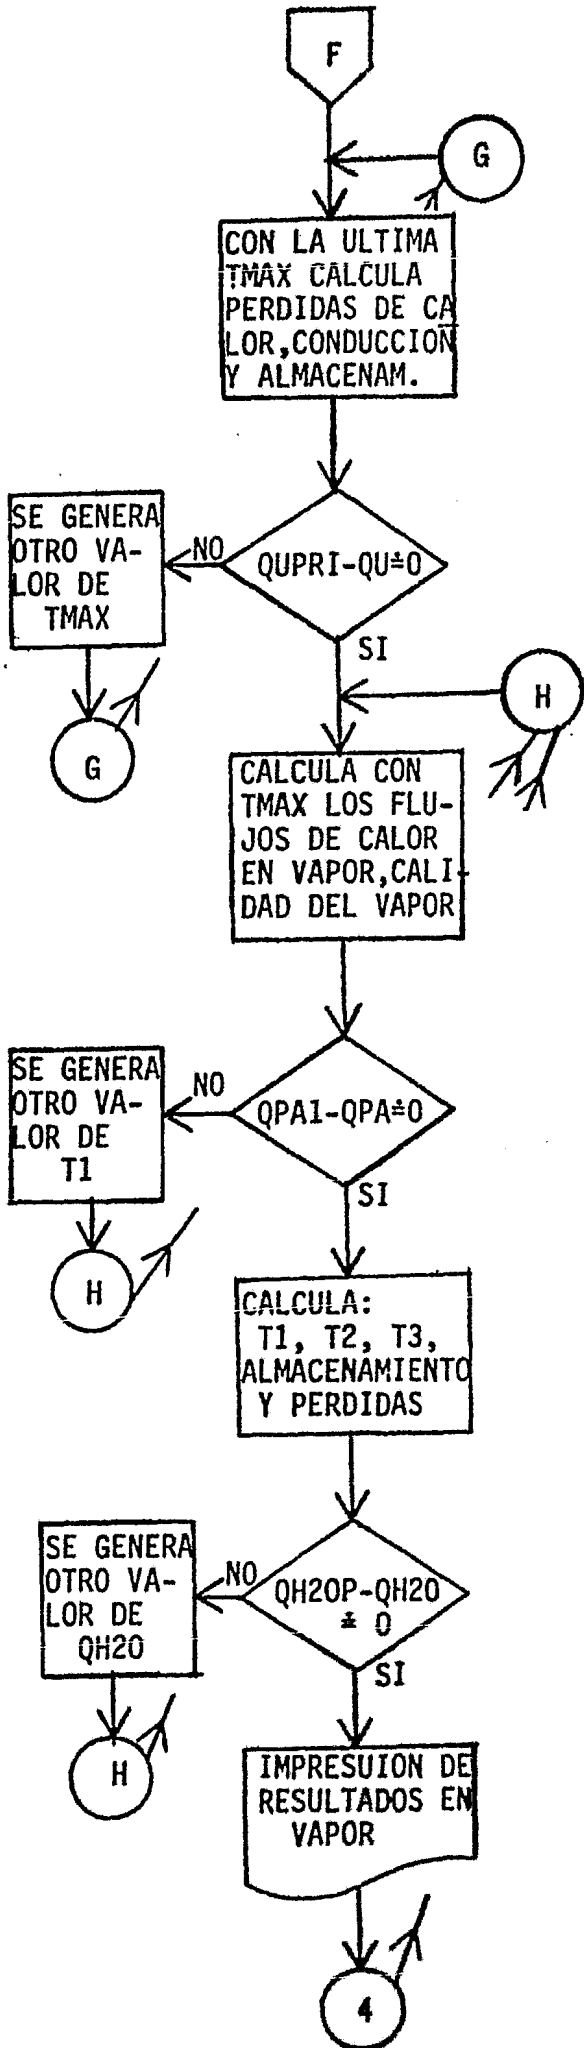 F
G
CON LA ULTIMA
TMAX CALCULA
PERDIDAS DE CA
LOR,CONDUCCION
Y ALMACENAM.
SE GENERA
OTRO VA-
LOR DE
TMAX
NO
QUPRI-QU≐0
SI
G
H
CALCULA CON
TMAX LOS FLU-
JOS DE CALOR
EN VAPOR,CALI-
DAD DEL VAPOR
SE GENERA
OTRO VA-
LOR DE
T1
NO
QPAI-QPA≐0
SI
H
CALCULA:
T1, T2, T3,
ALMACENAMIENTO
Y PERDIDAS
SE GENERA
OTRO VA-
LOR DE
QH2O
NO
QH2OP-QH2O
≐ 0
SI
H
IMPRESUION DE
RESULTADOS EN
VAPOR
4